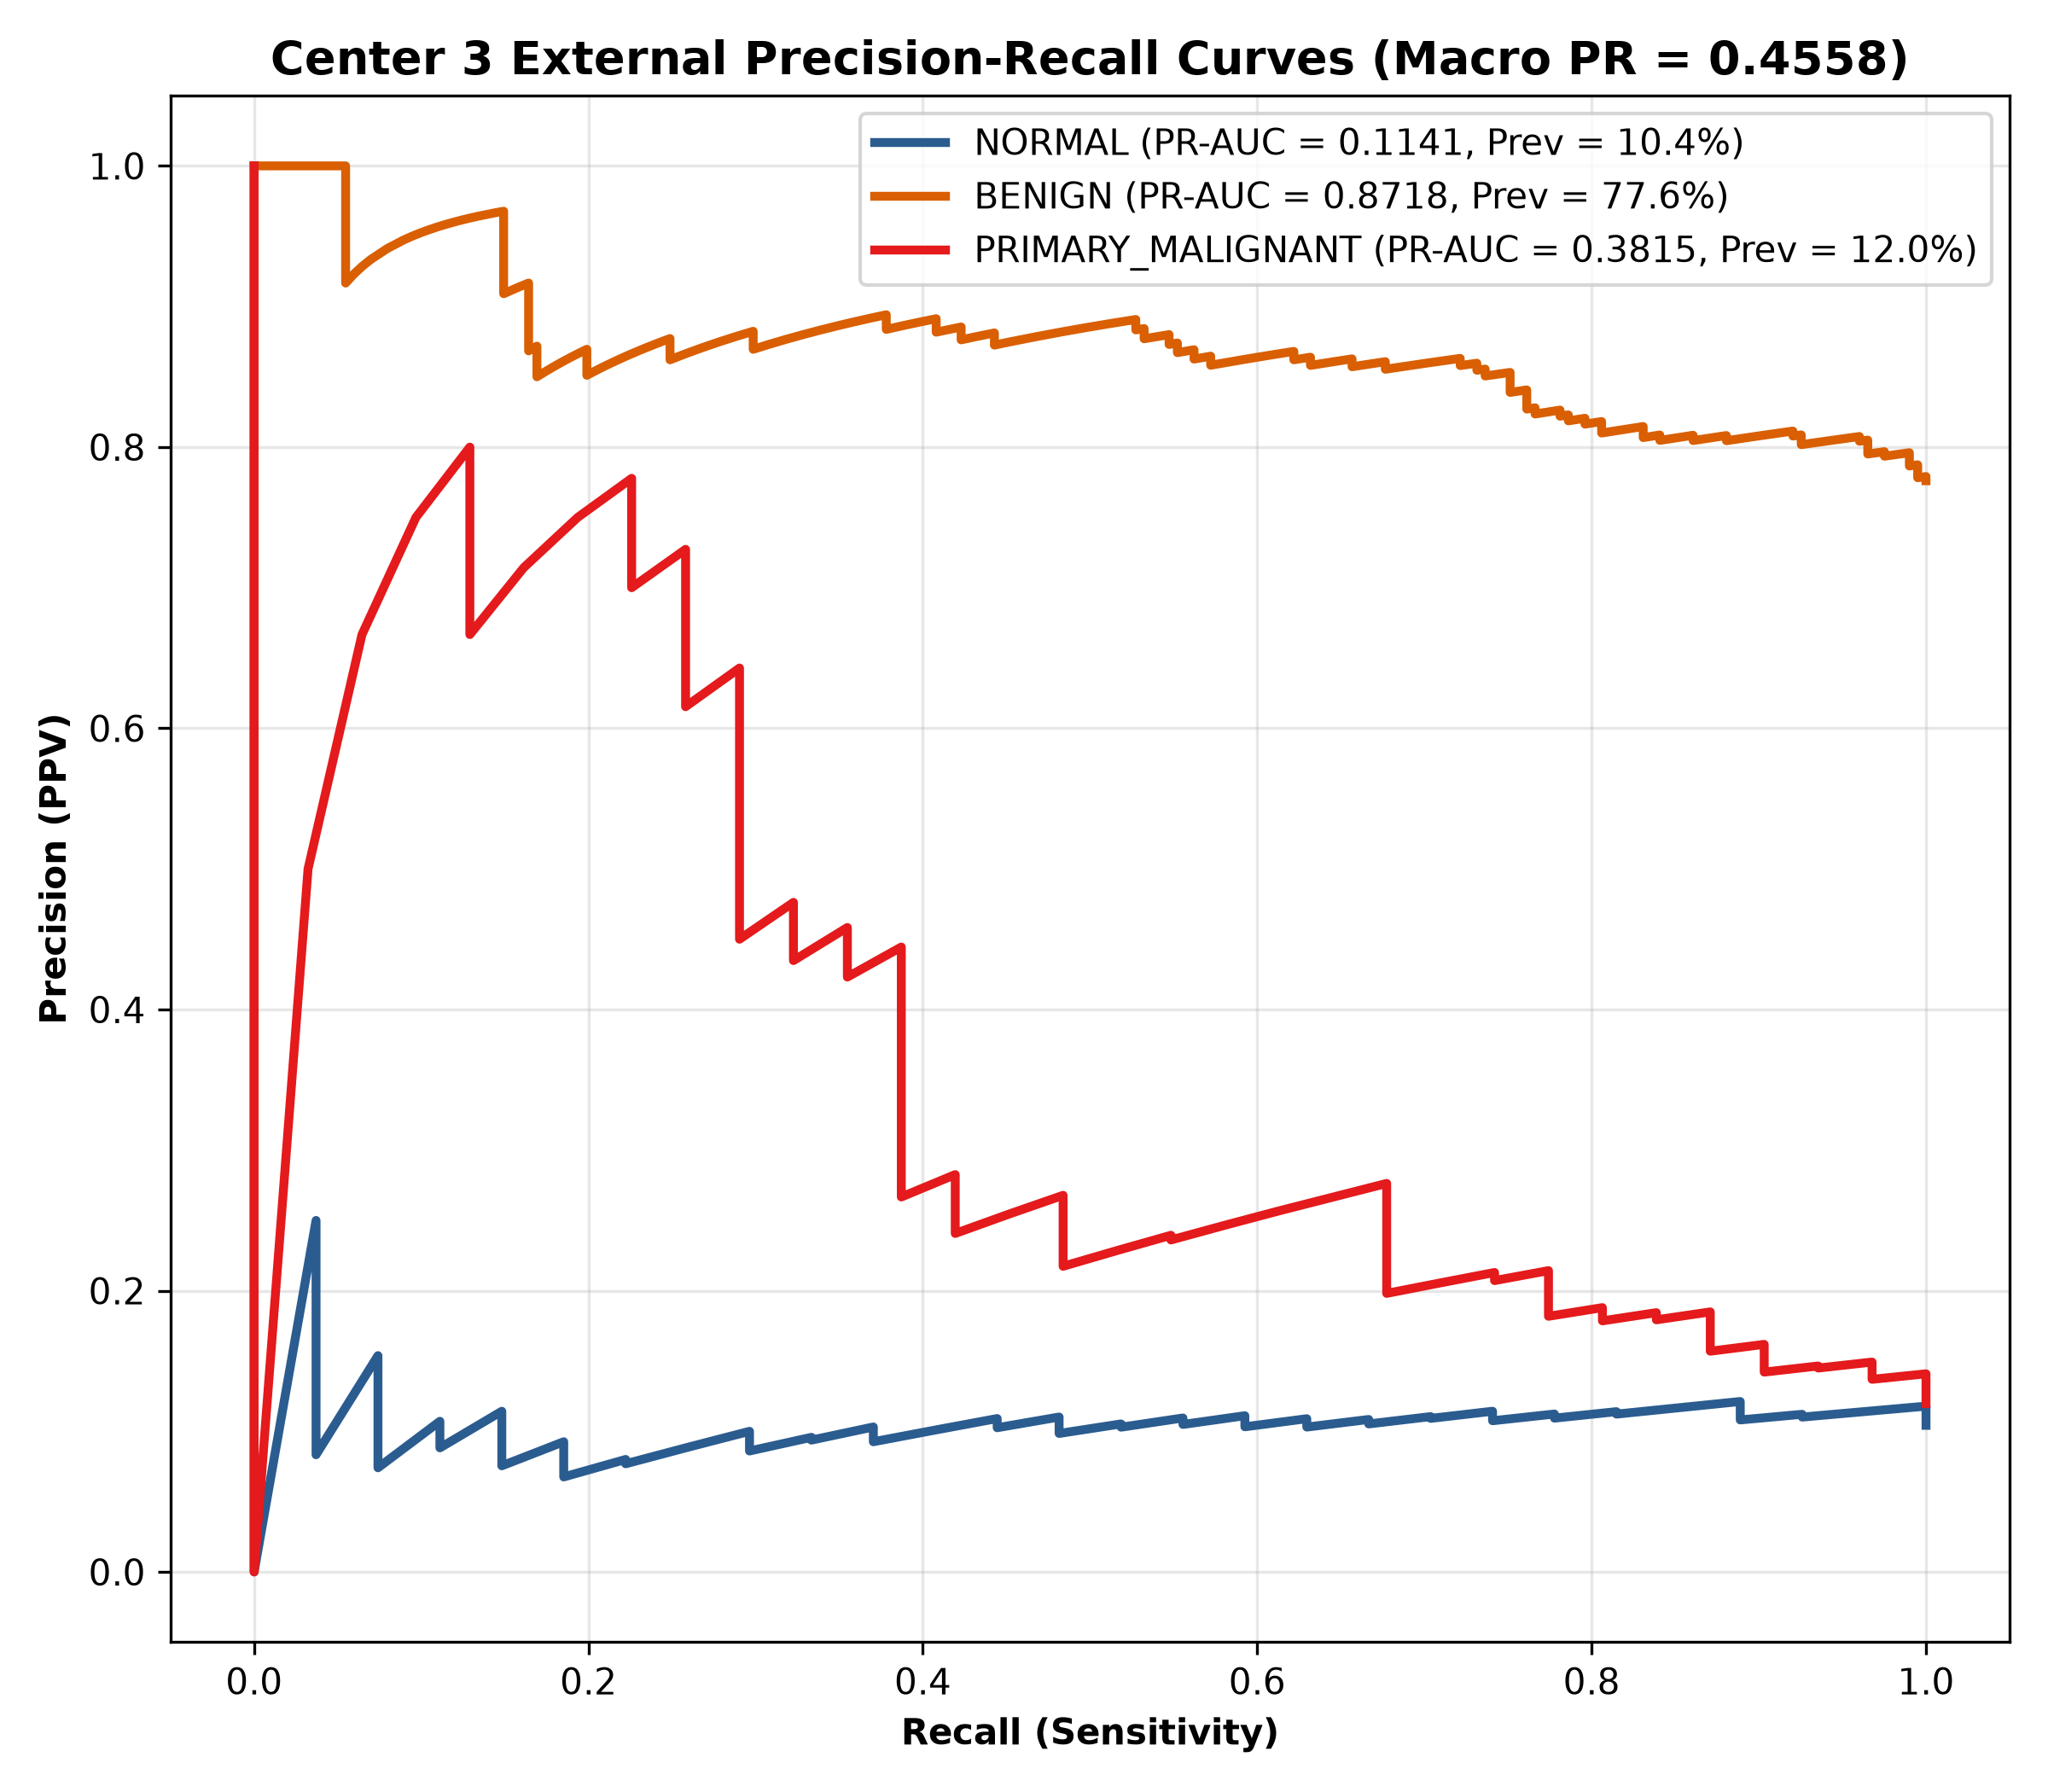 Center 3 External Precision-Recall Curves (Macro PR = 0.4558)
NORMAL (PR-AUC = 0.1141, Prev = 10.4%)
BENIGN (PR-AUC = 0.8718, Prev = 77.6%)
PRIMARY_MALIGNANT (PR-AUC = 0.3815, Prev = 12.0%)
Precision (PPV)
1.0
0.8
0.6
0.4
0.2
0.0
0.0 0.2 0.4 0.6 0.8 1.0
Recall (Sensitivity)